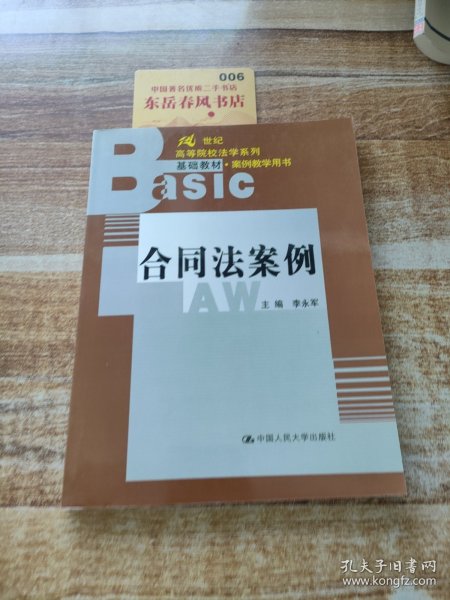 006
中国著名优质二手书店
东岳春风书店
21 世纪
高等院校法学系列
基础教材·案例教学用书
Basic
合同法案例
LAW
主编 李永军
中国人民大学出版社
孔夫子旧书网
www.kongfz.com